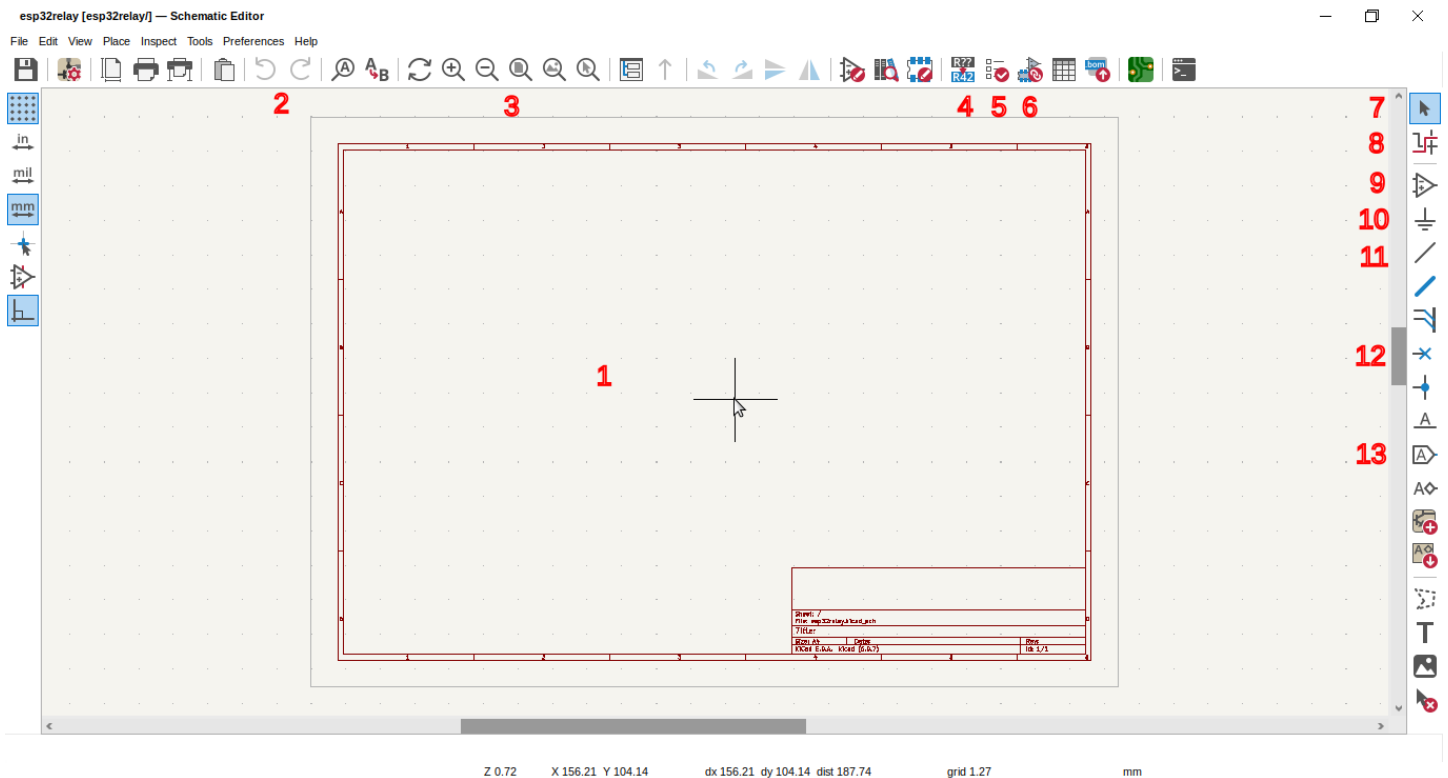 esp32relay [esp32relay/] — Schematic Editor
File Edit View Place Inspect Tools Preferences Help
R??
R42
bom
2 3 4 5 6 7
in
mil
mm
8
9
10
11
1
12
13
Sheet: /
File: esp32relay.kicad_sch
Title:
Size: A4 Date: Rev:
KiCad E.D.A. kicad (6.0.7) Id: 1/1
Z 0.72 X 156.21 Y 104.14 dx 156.21 dy 104.14 dist 187.74 grid 1.27 mm